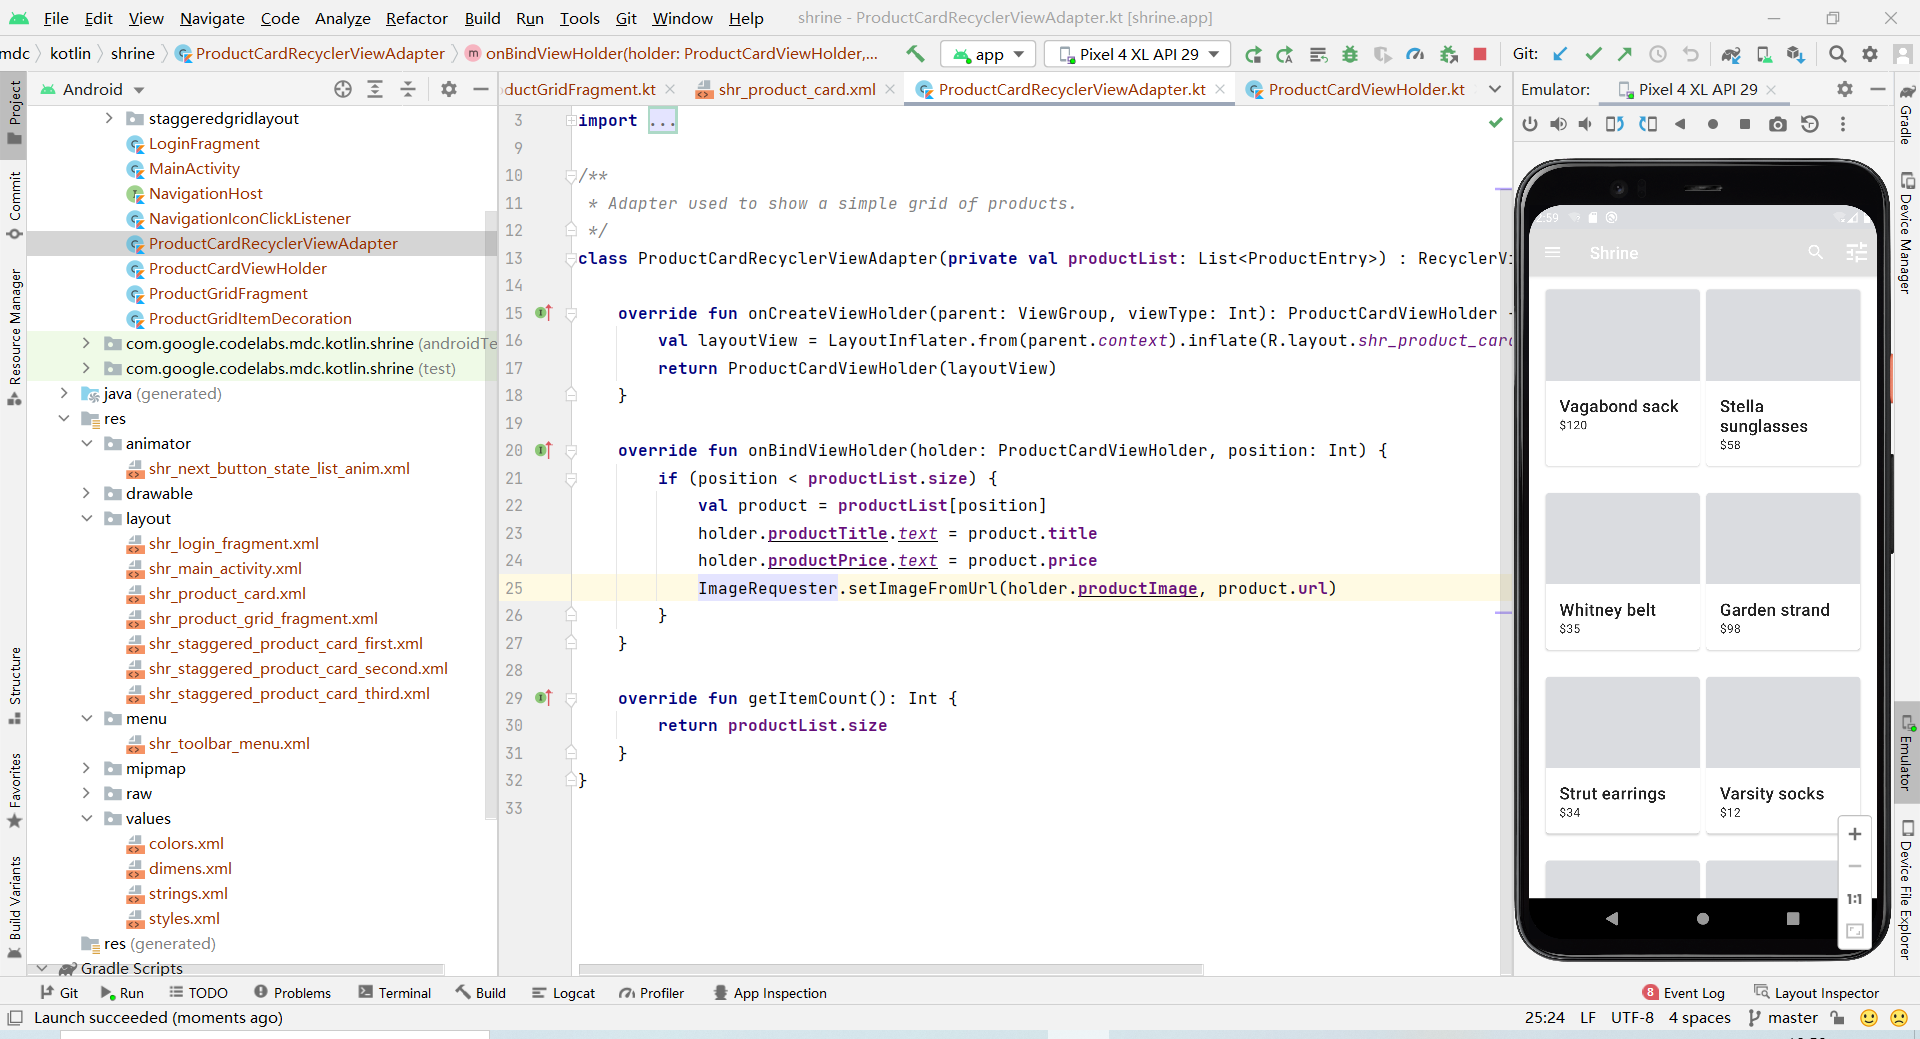 File Edit View Navigate Code Analyze Refactor Build Run Tools Git Window Help shrine - ProductCardRecyclerViewAdapter.kt [shrine.app]
mdc kotlin shrine ProductCardRecyclerViewAdapter onBindViewHolder(holder: ProductCardViewHolder,... app Pixel 4 XL API 29 Git:
Android
ductGridFragment.kt shr_product_card.xml ProductCardRecyclerViewAdapter.kt ProductCardViewHolder.kt
Emulator: Pixel 4 XL API 29
Project
Commit
Resource Manager
Structure
Favorites
Build Variants
staggeredgridlayout
LoginFragment
MainActivity
NavigationHost
NavigationIconClickListener
ProductCardRecyclerViewAdapter
ProductCardViewHolder
ProductGridFragment
ProductGridItemDecoration
com.google.codelabs.mdc.kotlin.shrine (androidTe
com.google.codelabs.mdc.kotlin.shrine (test)
java (generated)
res
animator
shr_next_button_state_list_anim.xml
drawable
layout
shr_login_fragment.xml
shr_main_activity.xml
shr_product_card.xml
shr_product_grid_fragment.xml
shr_staggered_product_card_first.xml
shr_staggered_product_card_second.xml
shr_staggered_product_card_third.xml
menu
shr_toolbar_menu.xml
mipmap
raw
values
colors.xml
dimens.xml
strings.xml
styles.xml
res (generated)
Gradle Scripts
3 import ...
9
10 /**
11 * Adapter used to show a simple grid of products.
12 */
13 class ProductCardRecyclerViewAdapter(private val productList: List<ProductEntry>) : RecyclerVi
14
15 override fun onCreateViewHolder(parent: ViewGroup, viewType: Int): ProductCardViewHolder
16 val layoutView = LayoutInflater.from(parent.context).inflate(R.layout.shr_product_card
17 return ProductCardViewHolder(layoutView)
18 }
19
20 override fun onBindViewHolder(holder: ProductCardViewHolder, position: Int) {
21 if (position < productList.size) {
22 val product = productList[position]
23 holder.productTitle.text = product.title
24 holder.productPrice.text = product.price
25 ImageRequester.setImageFromUrl(holder.productImage, product.url)
26 }
27 }
28
29 override fun getItemCount(): Int {
30 return productList.size
31 }
32 }
33
:59
Shrine
Vagabond sack
$120
Stella
sunglasses
$58
Whitney belt
$35
Garden strand
$98
Strut earrings
$34
Varsity socks
$12
1:1
Gradle
Device Manager
Emulator
Device File Explorer
Git Run TODO Problems Terminal Build Logcat Profiler App Inspection 8 Event Log Layout Inspector
Launch succeeded (moments ago) 25:24 LF UTF-8 4 spaces master